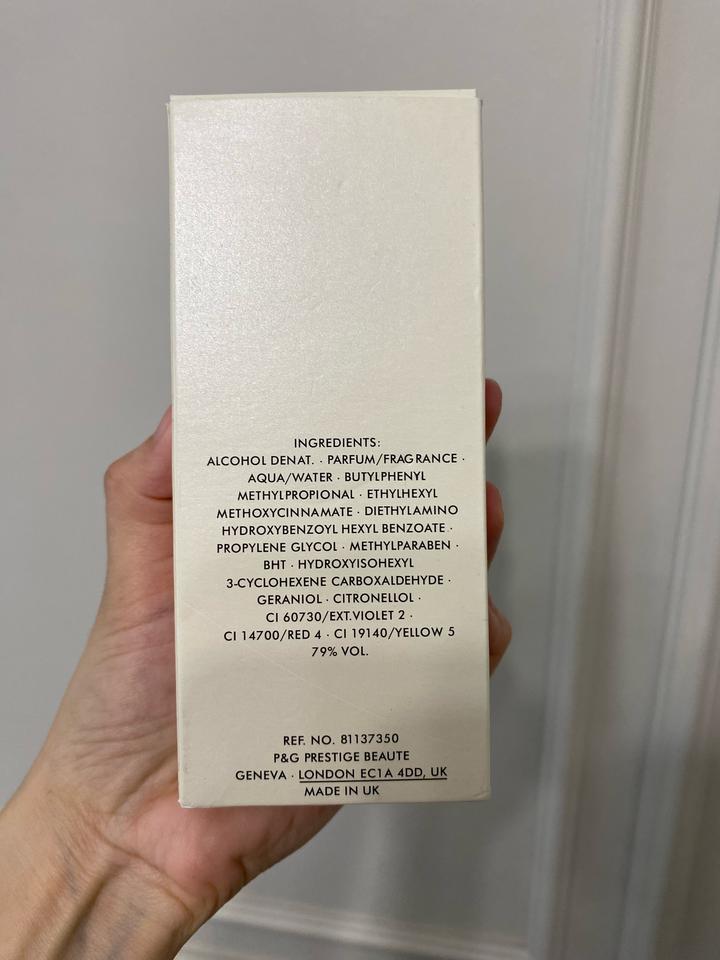 INGREDIENTS:
ALCOHOL DENAT. · PARFUM/FRAGRANCE ·
AQUA/WATER · BUTYLPHENYL
METHYLPROPIONAL · ETHYLHEXYL
METHOXYCINNAMATE · DIETHYLAMINO
HYDROXYBENZOYL HEXYL BENZOATE ·
PROPYLENE GLYCOL · METHYLPARABEN ·
BHT · HYDROXYISOHEXYL
3-CYCLOHEXENE CARBOXALDEHYDE ·
GERANIOL · CITRONELLOL ·
CI 60730/EXT.VIOLET 2 ·
CI 14700/RED 4 · CI 19140/YELLOW 5
79% VOL.
REF. NO. 81137350
P&G PRESTIGE BEAUTE
GENEVA · LONDON EC1A 4DD, UK
MADE IN UK